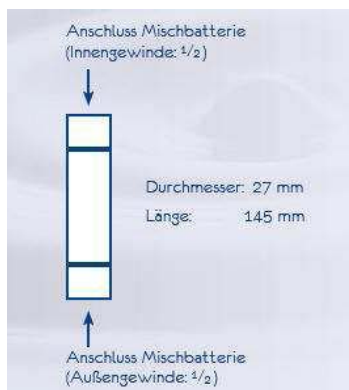 Anschluss Mischbatterie
(Innengewinde: 1/2)
Durchmesser: 27 mm
Länge: 145 mm
Anschluss Mischbatterie
(Außengewinde: 1/2)